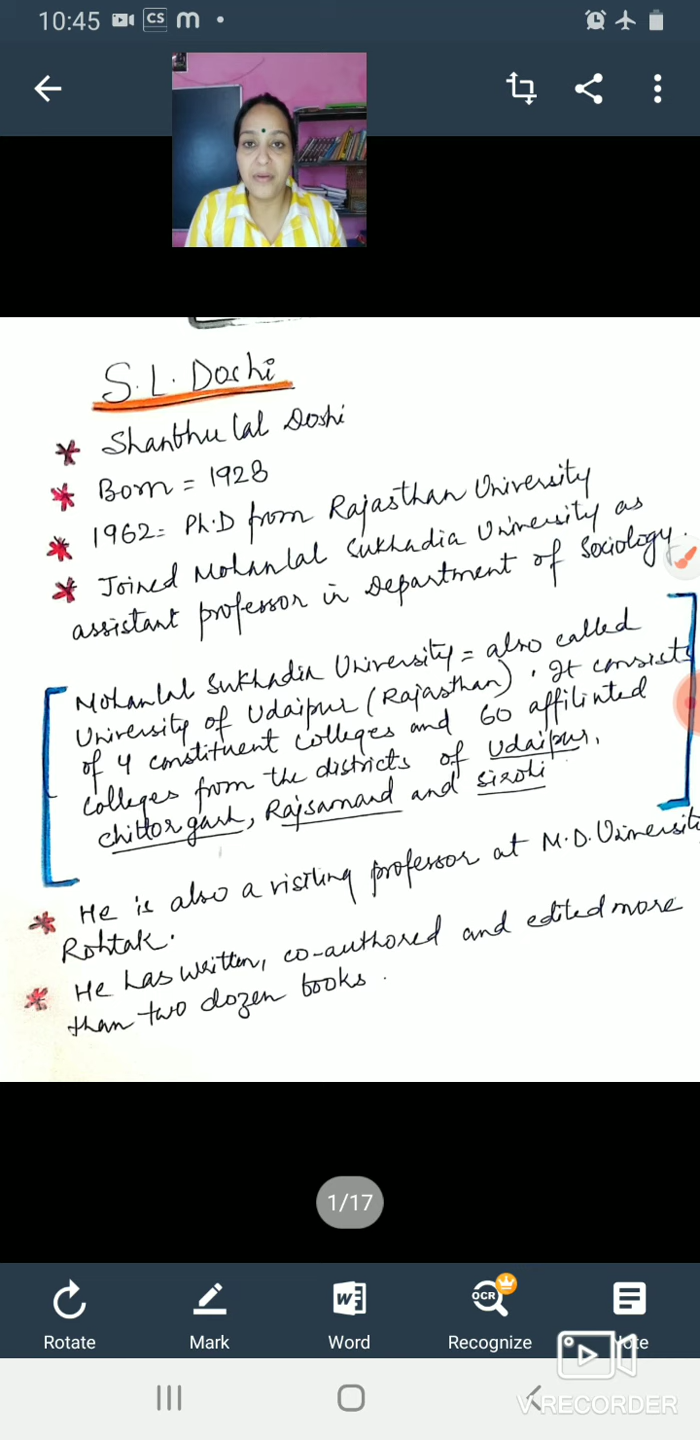 10:45 CS m
S.L. Doshi
* Shanbhu lal Doshi
* Born = 1928
* 1962 = Ph.D from Rajasthan University
* Joined Mohanlal Sukhadia University as
assistant professor in Department of Sociology.
Mohanlal Sukhadia University = also called
University of Udaipur (Rajasthan). It consists
of 4 constituent colleges and 60 affilinted
colleges from the districts of Udaipur,
chittorgarh, Rajsamand and Sirohi
* He is also a visiting professor at M.D. University
Rohtak.
* He has written, co-authored and edited more
than two dozen books.
1/17
OCR
Rotate Mark Word Recognize
V RECORDER